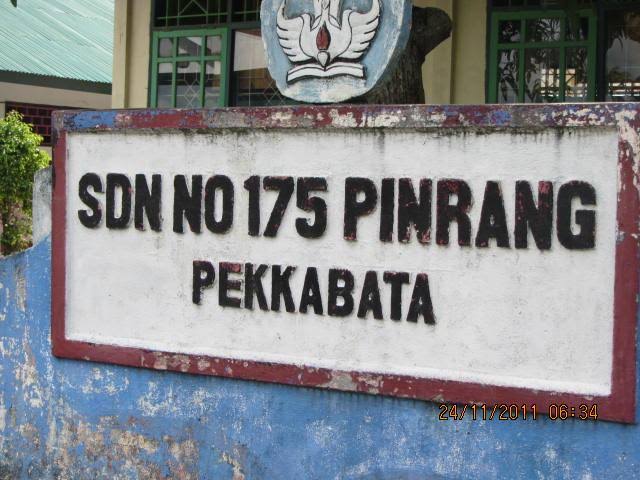 SDN NO 175 PINRANG
PEKKABATA
24/11/2011 06:34